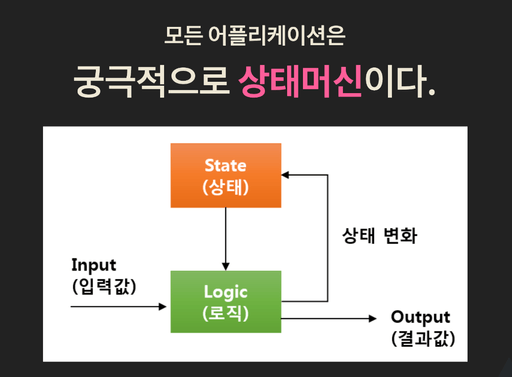 모든 어플리케이션은
궁극적으로 상태머신이다.
State
(상태)
상태 변화
Input
(입력값)
Logic
(로직)
Output
(결과값)